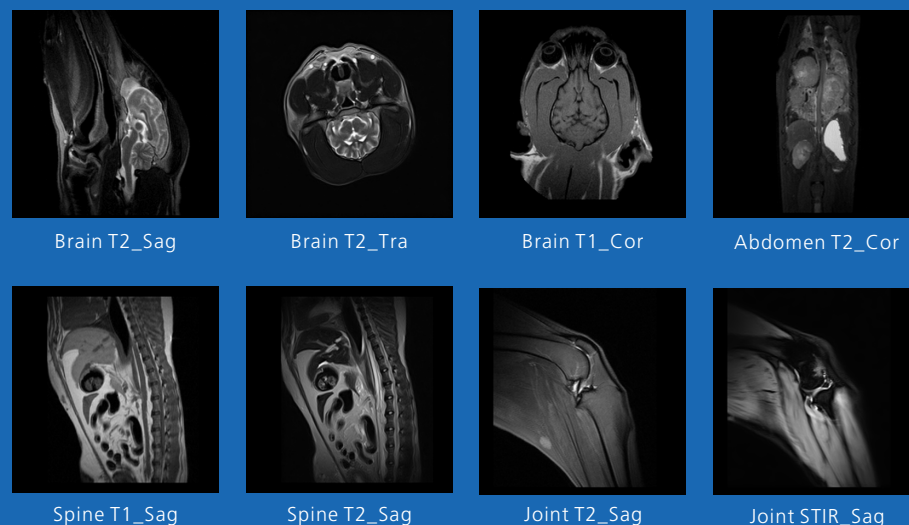 Brain T2_Sag
Brain T2_Tra
Brain T1_Cor
Abdomen T2_Cor
Spine T1_Sag
Spine T2_Sag
Joint T2_Sag
Joint STIR_Sag